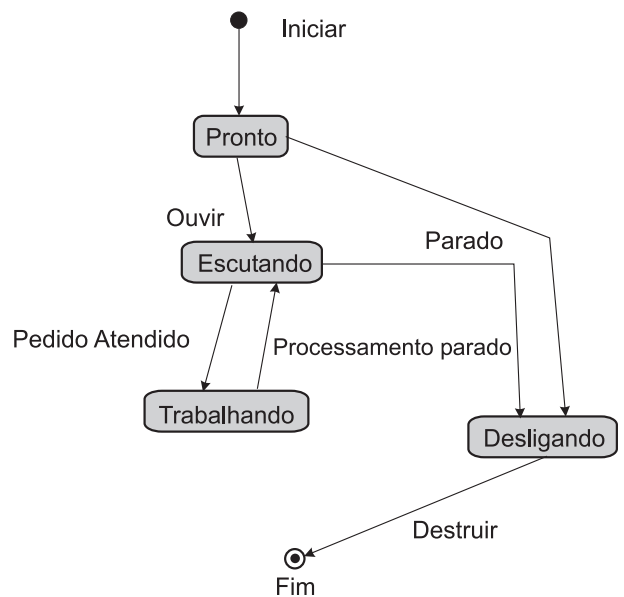 Iniciar
Pronto
Ouvir
Parado
Escutando
Pedido Atendido
Processamento parado
Trabalhando
Desligando
Destruir
Fim